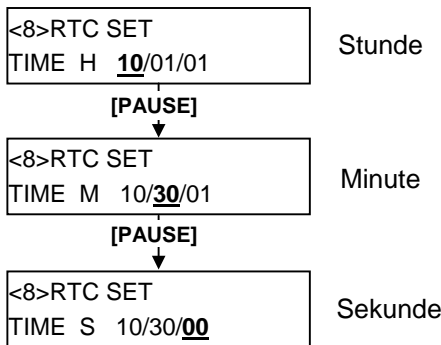 <8>RTC SET
TIME H 10/01/01
Stunde
[PAUSE]
<8>RTC SET
TIME M 10/30/01
Minute
[PAUSE]
<8>RTC SET
TIME S 10/30/00
Sekunde